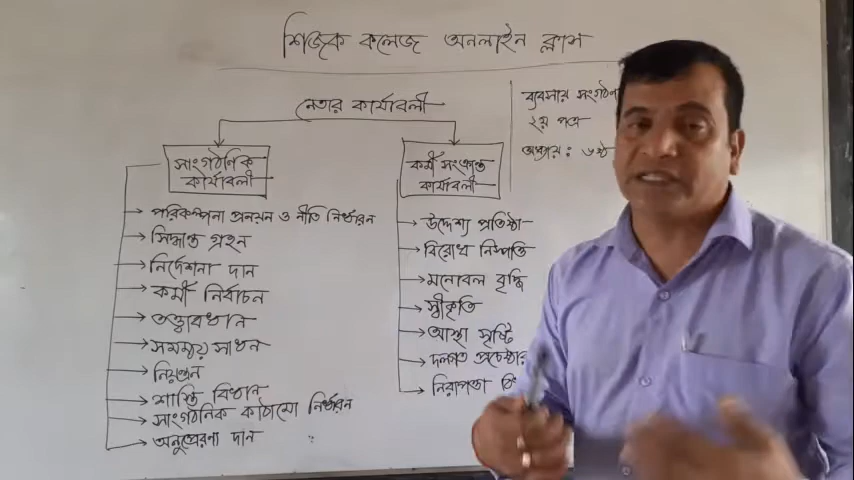 শিজক কলেজ অনলাইন ক্লাস
নেতার কার্যাবলী
ব্যবসায় সংগঠন
২য় পত্র
অধ্যায়: ৬ষ্ঠ
সাংগঠনিক
কার্যাবলী
পরিকল্পনা প্রনয়ন ও নীতি নির্ধারন
সিদ্ধান্ত গ্রহন
নির্দেশনা দান
কর্মী নির্বাচন
তত্ত্বাবধান
সমন্বয় সাধন
নিয়ন্ত্রন
শাস্তি বিধান
সাংগঠনিক কাঠামো নির্ধারন
অনুপ্রেরণা দান
কর্মী সংক্রান্ত
কার্যাবলী
উদ্দেশ্য প্রতিষ্ঠা
বিরোধ নিষ্পত্তি
মনোবল বৃদ্ধি
স্বীকৃতি
আস্থা সৃষ্টি
দলগত প্রচেষ্টার
নিরাপত্তা